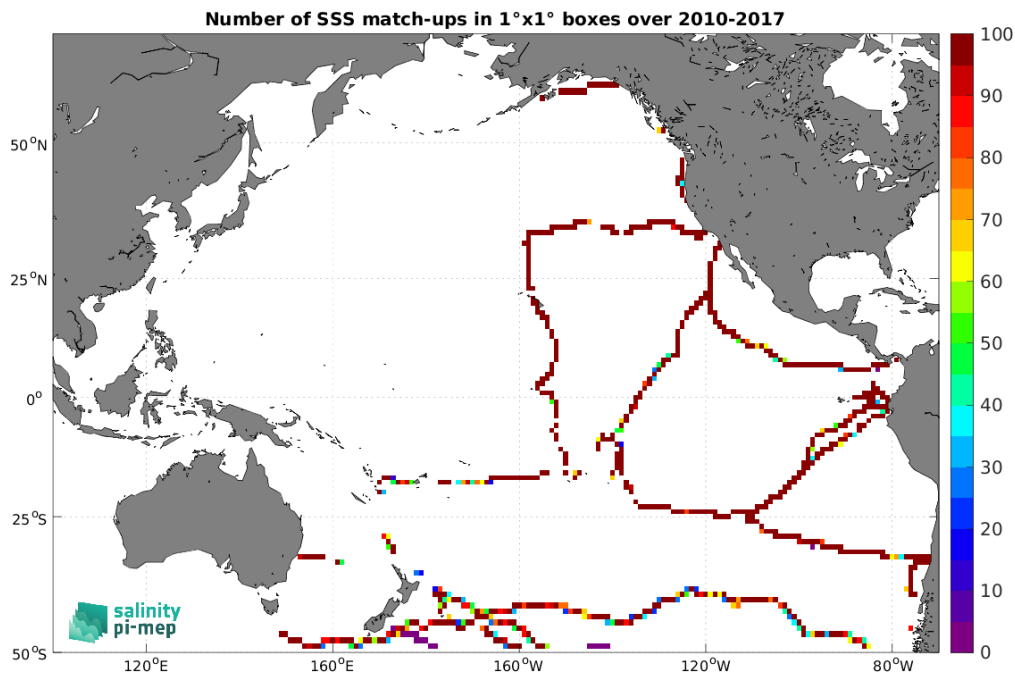 Number of SSS match-ups in 1°x1° boxes over 2010-2017
100
90
80
70
60
50
40
30
20
10
0
50°N
25°N
0°
25°S
50°S
120°E
160°E
160°W
120°W
80°W
salinity
pi-mep